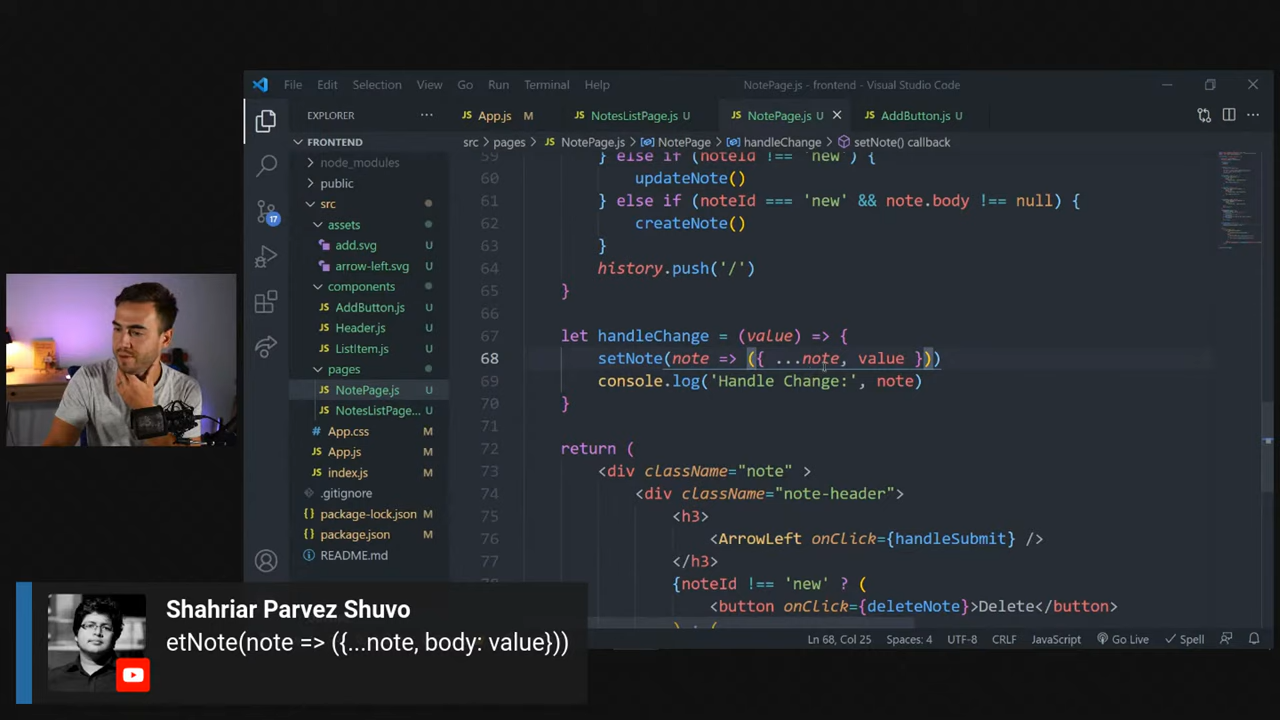 File Edit Selection View Go Run Terminal Help NotePage.js - frontend - Visual Studio Code
EXPLORER ... App.js M NotesListPage.js U NotePage.js U AddButton.js U
FRONTEND
src > pages > NotePage.js > NotePage > handleChange > setNote() callback
node_modules
public
src
assets
add.svg U
arrow-left.svg U
components
AddButton.js U
Header.js U
ListItem.js U
pages
NotePage.js U
NotesListPage... U
App.css M
App.js M
index.js M
.gitignore
package-lock.json M
package.json M
README.md
17
59 } else if (noteId !== 'new') {
60 updateNote()
61 } else if (noteId === 'new' && note.body !== null) {
62 createNote()
63 }
64 history.push('/')
65 }
66
67 let handleChange = (value) => {
68 setNote(note => ({ ...note, value }))
69 console.log('Handle Change:', note)
70 }
71
72 return (
73 <div className="note" >
74 <div className="note-header">
75 <h3>
76 <ArrowLeft onClick={handleSubmit} />
77 </h3>
{noteId !== 'new' ? (
<button onClick={deleteNote}>Delete</button>
) : (
Ln 68, Col 25 Spaces: 4 UTF-8 CRLF JavaScript Go Live Spell
Shahriar Parvez Shuvo
etNote(note => ({...note, body: value}))